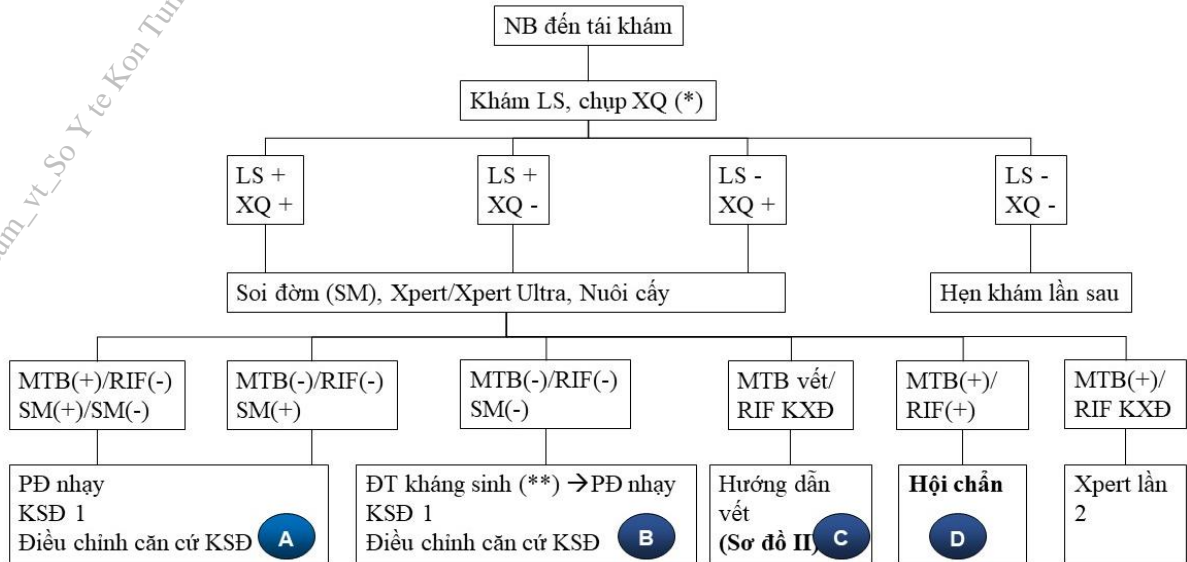 NB đến tái khám
Khám LS, chụp XQ (*)
LS +
XQ +
LS +
XQ -
LS -
XQ +
LS -
XQ -
Soi đờm (SM), Xpert/Xpert Ultra, Nuôi cấy
Hẹn khám lần sau
MTB(+)/RIF(-)
SM(+)/SM(-)
MTB(-)/RIF(-)
SM(+)
MTB(-)/RIF(-)
SM(-)
MTB vết/
RIF KXĐ
MTB(+)/
RIF(+)
MTB(+)/
RIF KXĐ
PĐ nhạy
KSĐ 1
Điều chỉnh căn cứ KSĐ
A
ĐT kháng sinh (**) →PĐ nhạy
KSĐ 1
Điều chỉnh căn cứ KSĐ
B
Hướng dẫn
vết
(Sơ đồ II)
C
Hội chẩn
D
Xpert lần
2
um_vt_So Y te Kon Tum